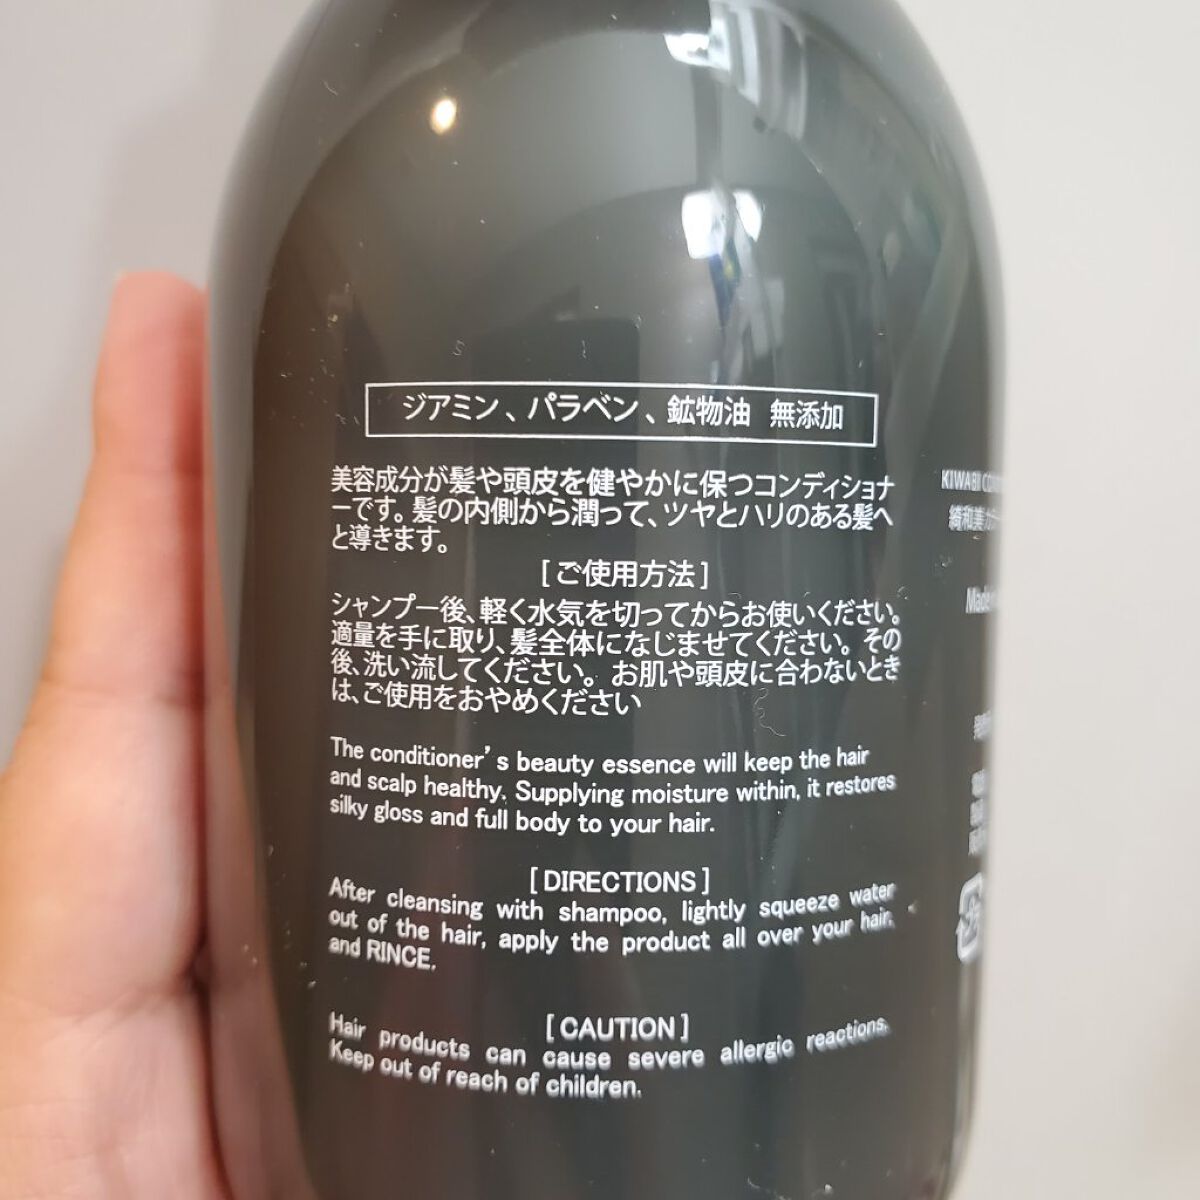 ジアミン、パラベン、鉱物油 無添加
美容成分が髪や頭皮を健やかに保つコンディショナ
ーです。髪の内側から潤って、ツヤとハリのある髪へ
と導きます。
[ご使用方法]
シャンプー後、軽く水気を切ってからお使いください。
適量を手に取り、髪全体になじませてください。その
後、洗い流してください。お肌や頭皮に合わないとき
は、ご使用をおやめください
The conditioner's beauty essence will keep the hair
and scalp healthy. Supplying moisture within, it restores
silky gloss and full body to your hair.
[DIRECTIONS]
After cleansing with shampoo, lightly squeeze water
out of the hair, apply the product all over your hair,
and RINCE.
[CAUTION]
Hair products can cause severe allergic reactions.
Keep out of reach of children.
KIWABI
綺和美
Made